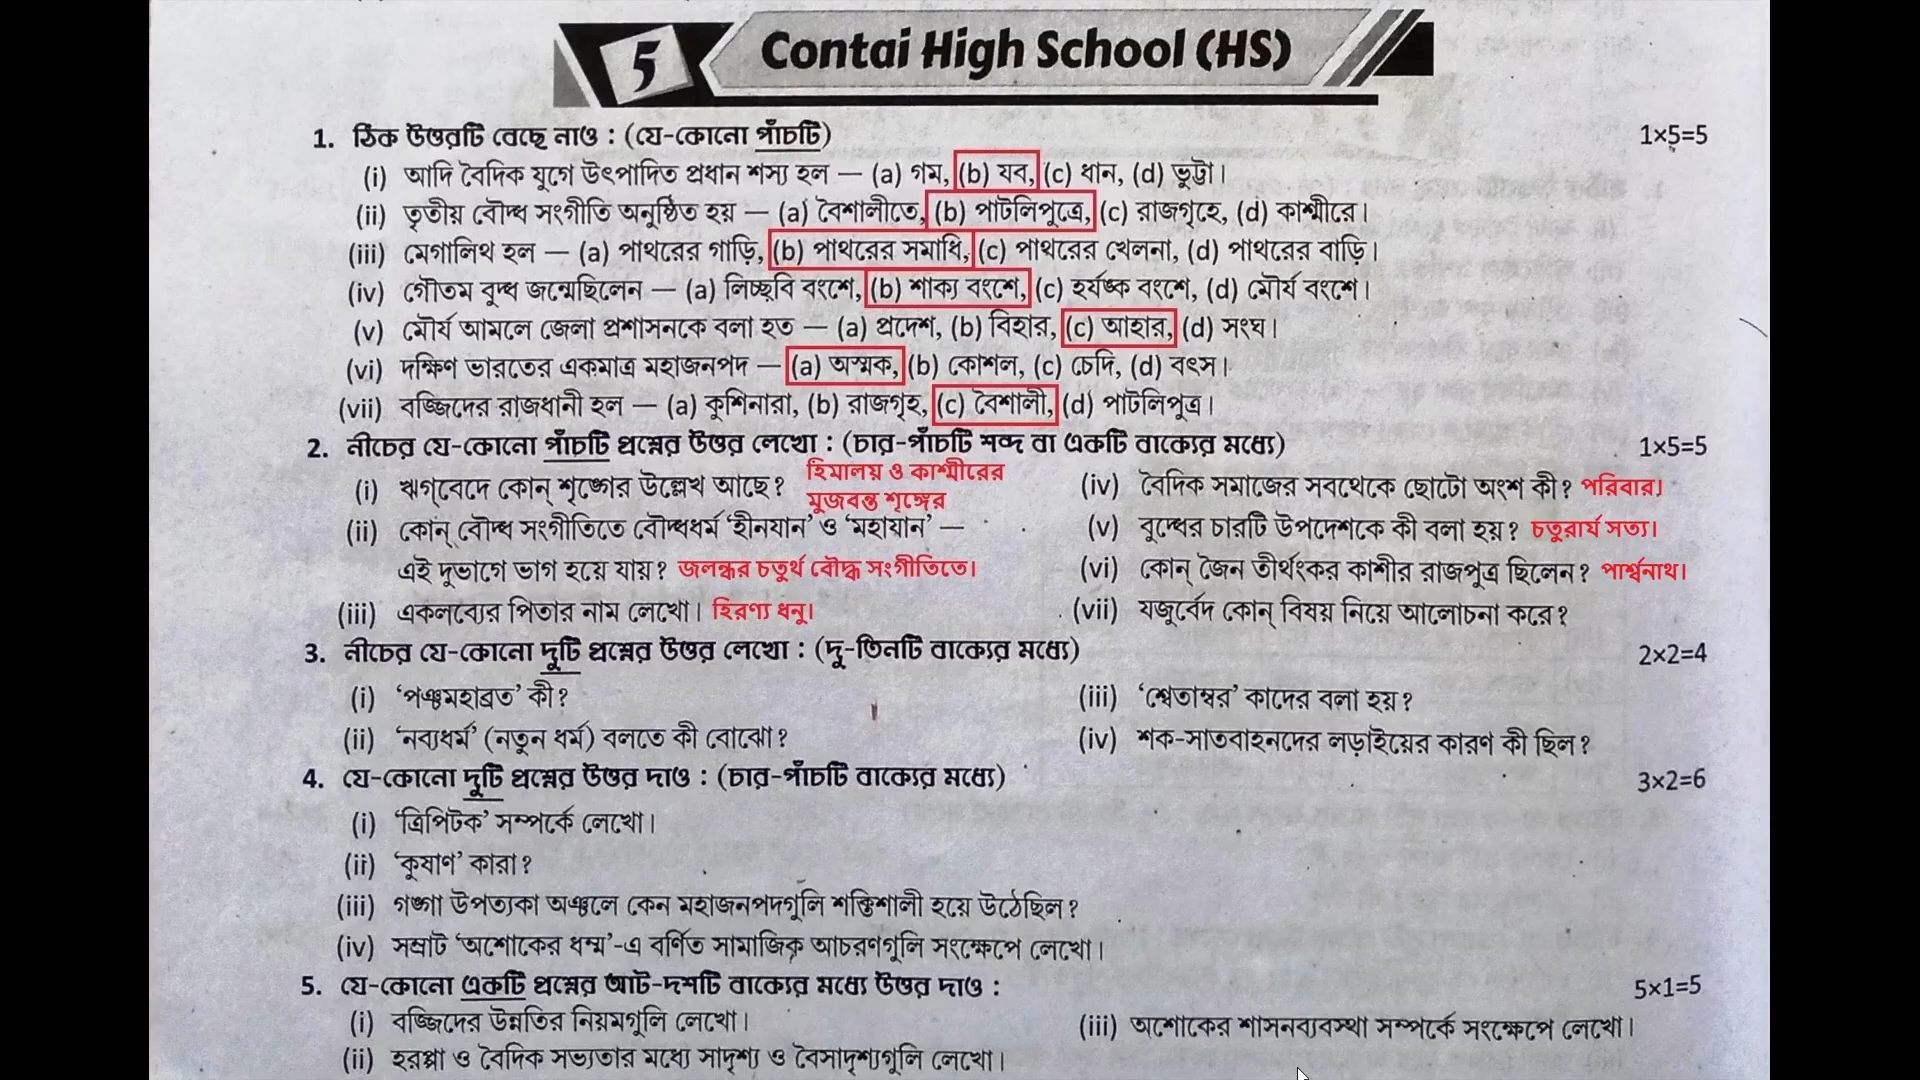 5 Contai High School (HS)
1. ঠিক উত্তরটি বেছে নাও : (যে-কোনো পাঁচটি) 1×5=5
(i) আদি বৈদিক যুগে উৎপাদিত প্রধান শস্য হল — (a) গম, (b) যব, (c) ধান, (d) ভুট্টা।
(ii) তৃতীয় বৌদ্ধ সংগীতি অনুষ্ঠিত হয় — (a) বৈশালীতে, (b) পাটলিপুত্রে, (c) রাজগৃহে, (d) কাশ্মীরে।
(iii) মেগালিথ হল — (a) পাথরের গাড়ি, (b) পাথরের সমাধি, (c) পাথরের খেলনা, (d) পাথরের বাড়ি।
(iv) গৌতম বুদ্ধ জন্মেছিলেন — (a) লিচ্ছবি বংশে, (b) শাক্য বংশে, (c) হর্যঙ্ক বংশে, (d) মৌর্য বংশে।
(v) মৌর্য আমলে জেলা প্রশাসনকে বলা হত — (a) প্রদেশ, (b) বিহার, (c) আহার, (d) সংঘ।
(vi) দক্ষিণ ভারতের একমাত্র মহাজনপদ — (a) অস্মক, (b) কোশল, (c) চেদি, (d) বৎস।
(vii) বজ্জিদের রাজধানী হল — (a) কুশিনারা, (b) রাজগৃহ, (c) বৈশালী, (d) পাটলিপুত্র।
2. নীচের যে-কোনো পাঁচটি প্রশ্নের উত্তর লেখো : (চার-পাঁচটি শব্দ বা একটি বাক্যের মধ্যে) 1×5=5
(i) ঋগ্‌বেদে কোন্ শৃঙ্গের উল্লেখ আছে? হিমালয় ও কাশ্মীরের
মুজবন্ত শৃঙ্গের
(ii) কোন্ বৌদ্ধ সংগীতিতে বৌদ্ধধর্ম ‘হীনযান’ ও ‘মহাযান’ —
এই দুভাগে ভাগ হয়ে যায়? জলন্ধর চতুর্থ বৌদ্ধ সংগীতিতে।
(iii) একলব্যের পিতার নাম লেখো। হিরণ্য ধনু।
(iv) বৈদিক সমাজের সবথেকে ছোটো অংশ কী? পরিবার।
(v) বুদ্ধের চারটি উপদেশকে কী বলা হয়? চতুরার্য সত্য।
(vi) কোন্ জৈন তীর্থংকর কাশীর রাজপুত্র ছিলেন? পার্শ্বনাথ।
(vii) যজুর্বেদ কোন্ বিষয় নিয়ে আলোচনা করে?
3. নীচের যে-কোনো দুটি প্রশ্নের উত্তর লেখো : (দু-তিনটি বাক্যের মধ্যে) 2×2=4
(i) ‘পঞ্চমহাব্রত’ কী?
(ii) ‘নব্যধর্ম’ (নতুন ধর্ম) বলতে কী বোঝো?
(iii) ‘শ্বেতাম্বর’ কাদের বলা হয়?
(iv) শক-সাতবাহনদের লড়াইয়ের কারণ কী ছিল?
4. যে-কোনো দুটি প্রশ্নের উত্তর দাও : (চার-পাঁচটি বাক্যের মধ্যে) 3×2=6
(i) ‘ত্রিপিটক’ সম্পর্কে লেখো।
(ii) ‘কুষাণ’ কারা?
(iii) গঙ্গা উপত্যকা অঞ্চলে কেন মহাজনপদগুলি শক্তিশালী হয়ে উঠেছিল?
(iv) সম্রাট ‘অশোকের ধম্ম’-এ বর্ণিত সামাজিক আচরণগুলি সংক্ষেপে লেখো।
5. যে-কোনো একটি প্রশ্নের আট-দশটি বাক্যের মধ্যে উত্তর দাও : 5×1=5
(i) বজ্জিদের উন্নতির নিয়মগুলি লেখো।
(ii) হরপ্পা ও বৈদিক সভ্যতার মধ্যে সাদৃশ্য ও বৈসাদৃশ্যগুলি লেখো।
(iii) অশোকের শাসনব্যবস্থা সম্পর্কে সংক্ষেপে লেখো।